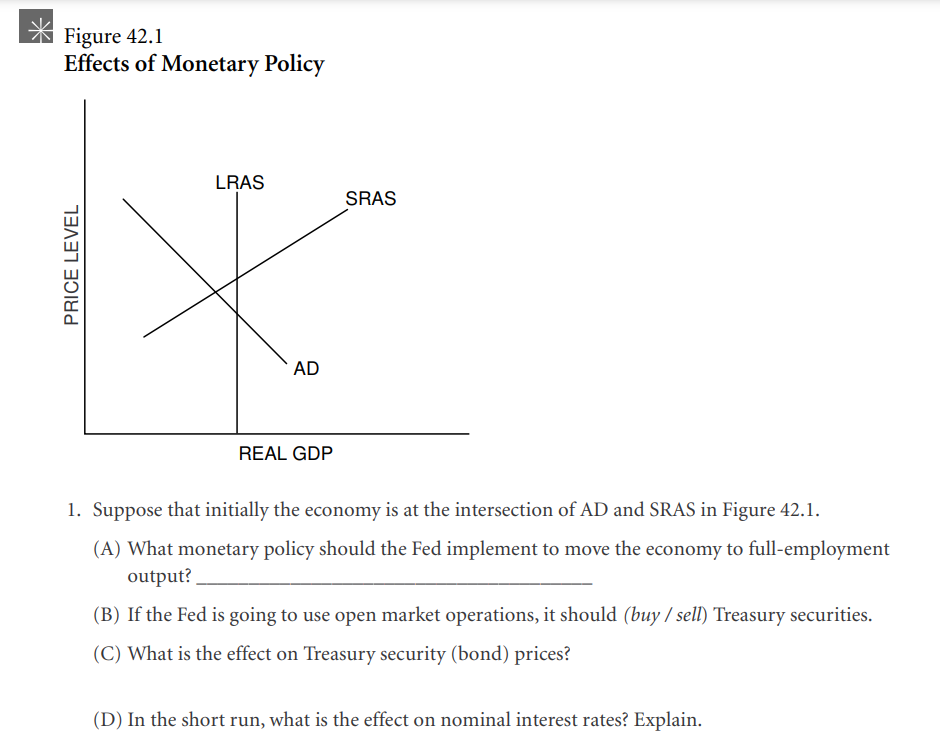 Figure 42.1
Effects of Monetary Policy
LRAS
SRAS
PRICE LEVEL
AD
REAL GDP
1. Suppose that initially the economy is at the intersection of AD and SRAS in Figure 42.1.
(A) What monetary policy should the Fed implement to move the economy to full-employment
output? ________________________________________
(B) If the Fed is going to use open market operations, it should (buy / sell) Treasury securities.
(C) What is the effect on Treasury security (bond) prices?
(D) In the short run, what is the effect on nominal interest rates? Explain.